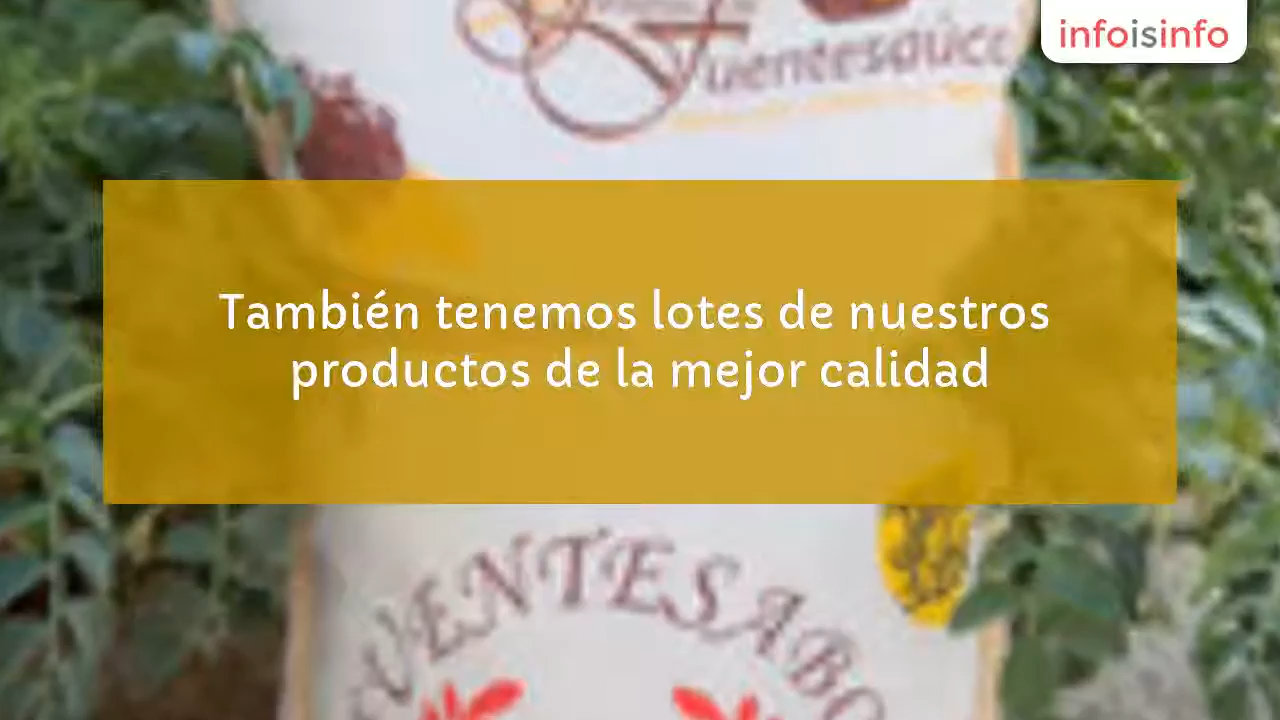 infoisinfo
También tenemos lotes de nuestros
productos de la mejor calidad